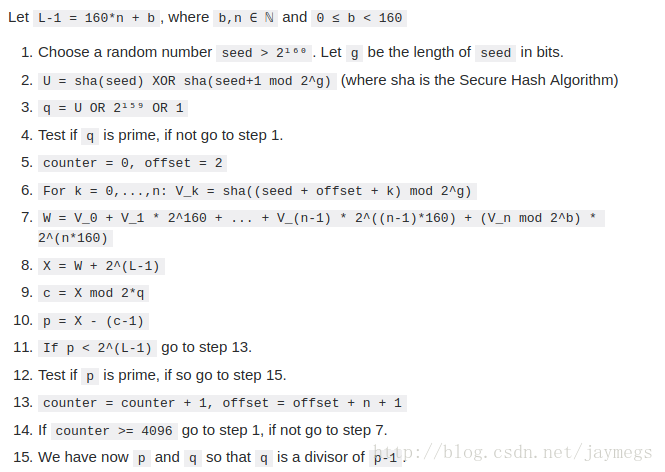 Let L-1 = 160*n + b, where b,n ∈ ℕ and 0 ≤ b < 160
1. Choose a random number seed > 2¹⁶⁰. Let g be the length of seed in bits.
2. U = sha(seed) XOR sha(seed+1 mod 2^g) (where sha is the Secure Hash Algorithm)
3. q = U OR 2¹⁵⁹ OR 1
4. Test if q is prime, if not go to step 1.
5. counter = 0, offset = 2
6. For k = 0,...,n: V_k = sha((seed + offset + k) mod 2^g)
7. W = V_0 + V_1 * 2^160 + ... + V_(n-1) * 2^((n-1)*160) + (V_n mod 2^b) *
2^(n*160)
8. X = W + 2^(L-1)
9. c = X mod 2*q
10. p = X - (c-1)
11. If p < 2^(L-1) go to step 13.
12. Test if p is prime, if so go to step 15.
13. counter = counter + 1, offset = offset + n + 1
14. If counter >= 4096 go to step 1, if not go to step 7.
15. We have now p and q so that q is a divisor of p-1.
http://blog.csdn.net/jaymegs